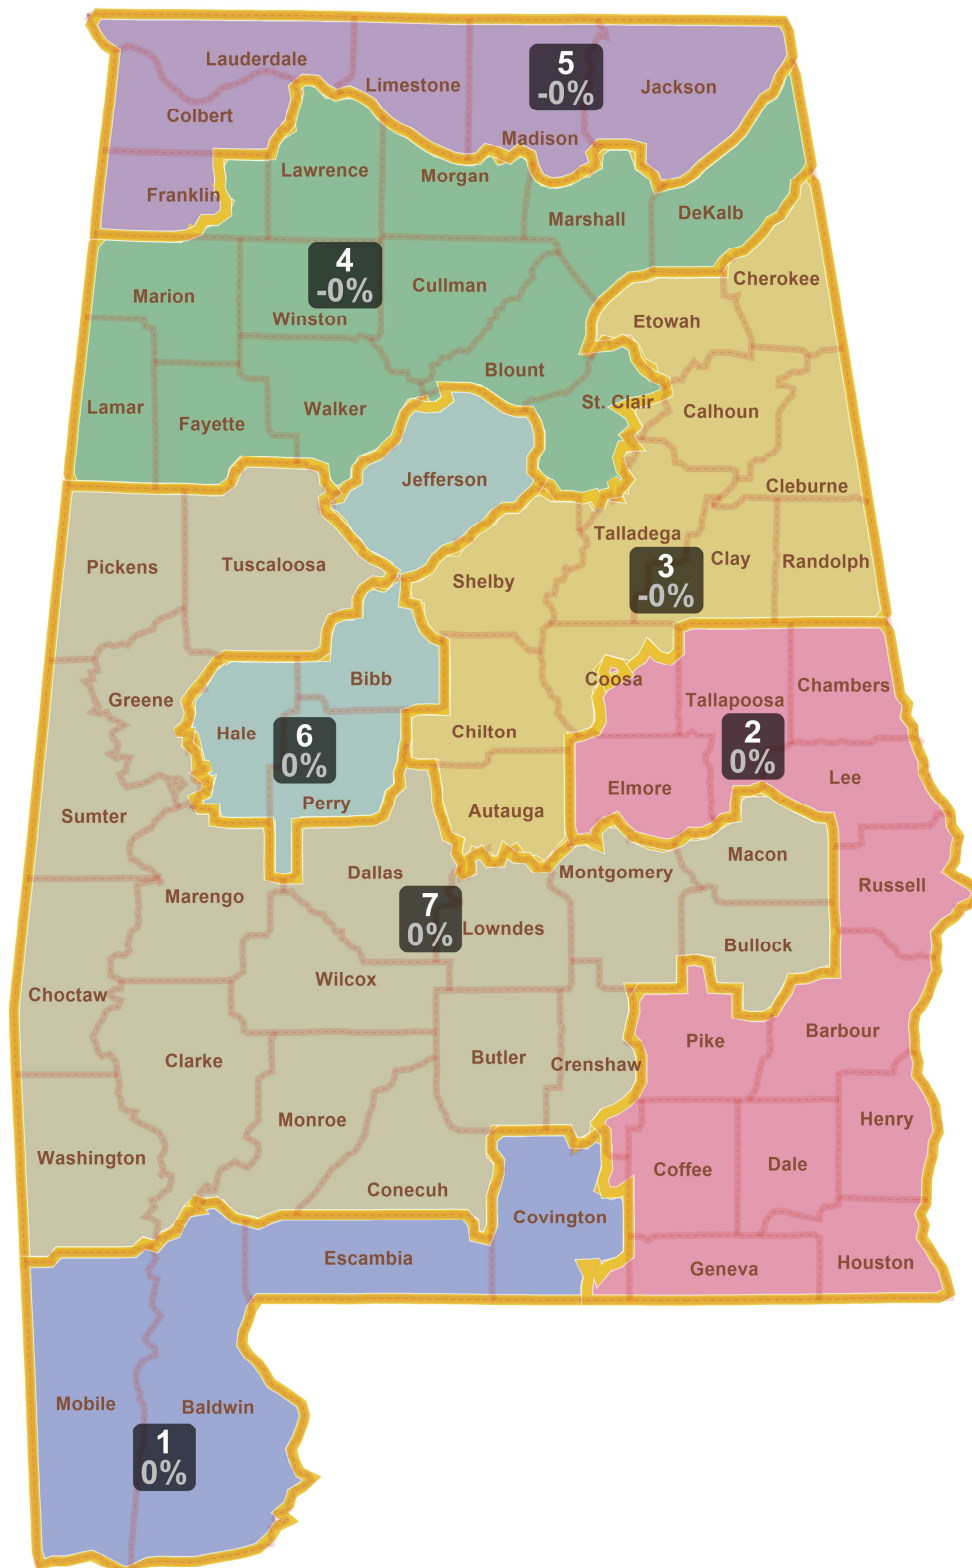 Lauderdale
5
-0%
Limestone
Jackson
Colbert
Madison
Lawrence
Morgan
Franklin
DeKalb
Marshall
4
-0%
Cherokee
Cullman
Marion
Winston
Etowah
Blount
St. Clair
Lamar
Walker
Calhoun
Fayette
Jefferson
Cleburne
Talladega
Clay
Randolph
Pickens
Tuscaloosa
Shelby
3
-0%
Bibb
Coosa
Chambers
Greene
Tallapoosa
Hale
6
0%
Chilton
2
0%
Lee
Elmore
Perry
Autauga
Sumter
Macon
Dallas
Montgomery
Russell
Marengo
7
0%
Lowndes
Bullock
Wilcox
Choctaw
Barbour
Pike
Clarke
Butler
Crenshaw
Monroe
Henry
Washington
Coffee
Dale
Conecuh
Covington
Escambia
Geneva
Houston
Mobile
Baldwin
1
0%